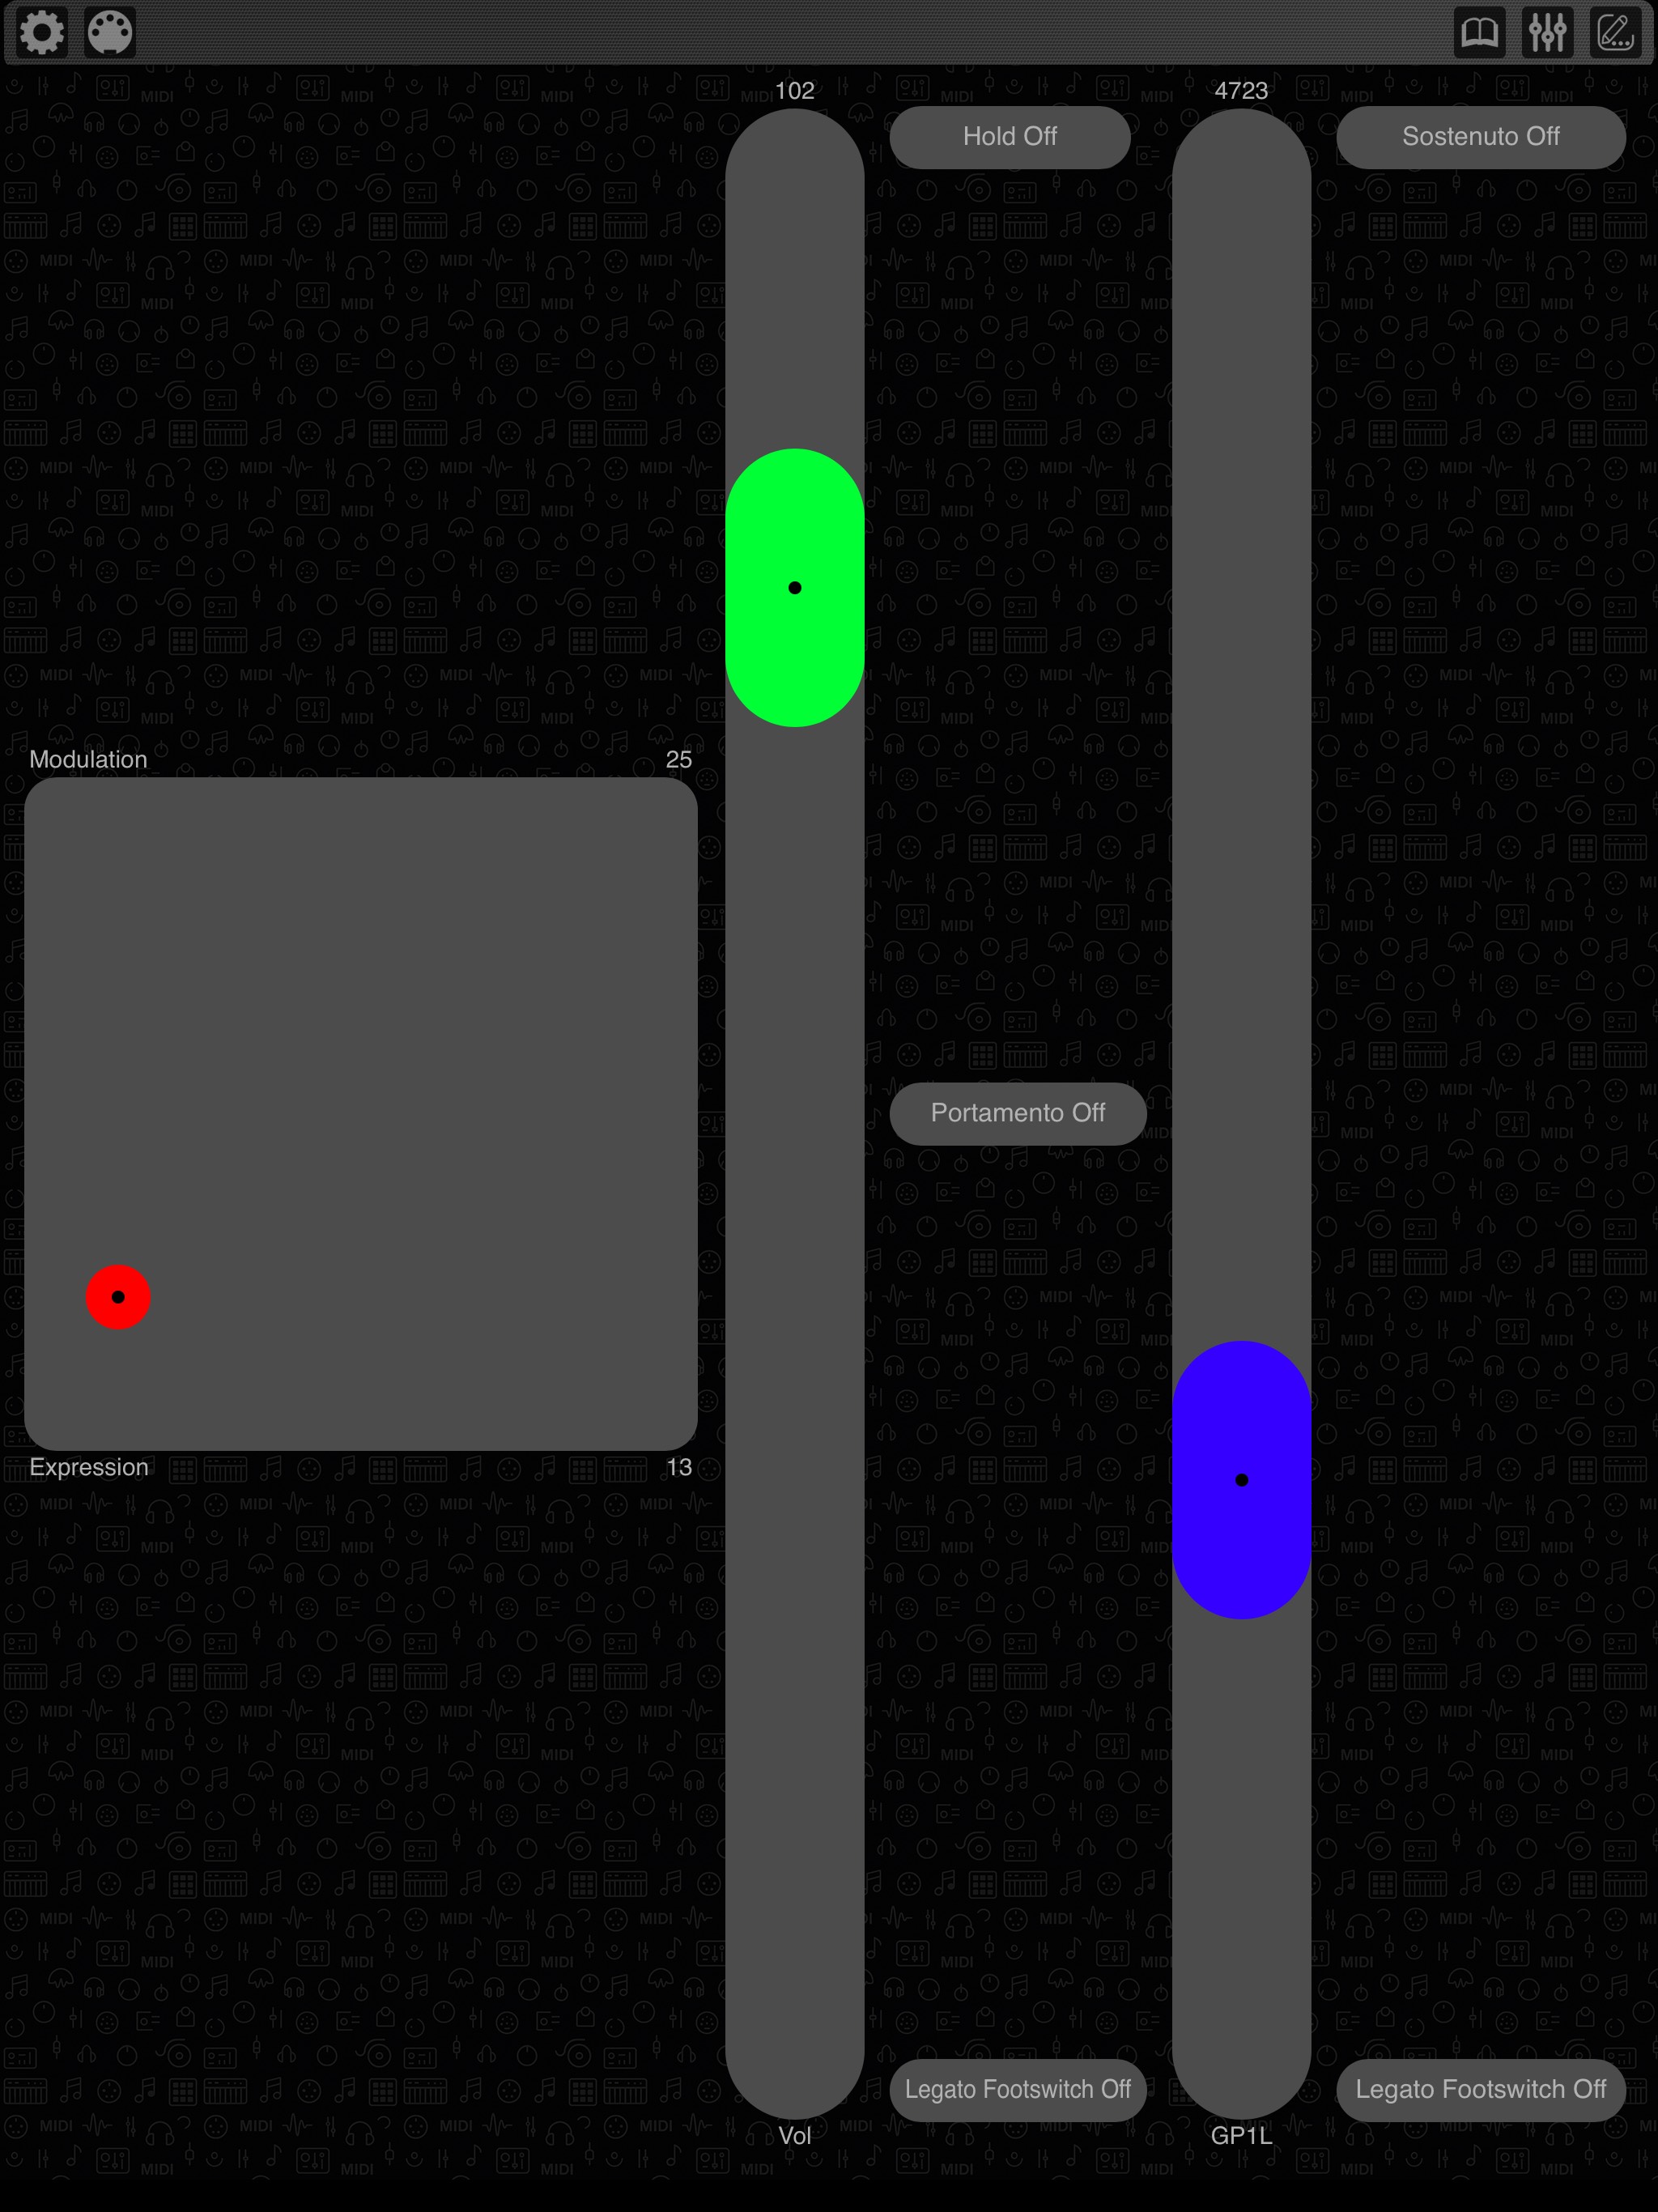 102
4723
Hold Off
Sostenuto Off
Modulation
25
Portamento Off
Expression
13
Legato Footswitch Off
Legato Footswitch Off
Vol
GP1L